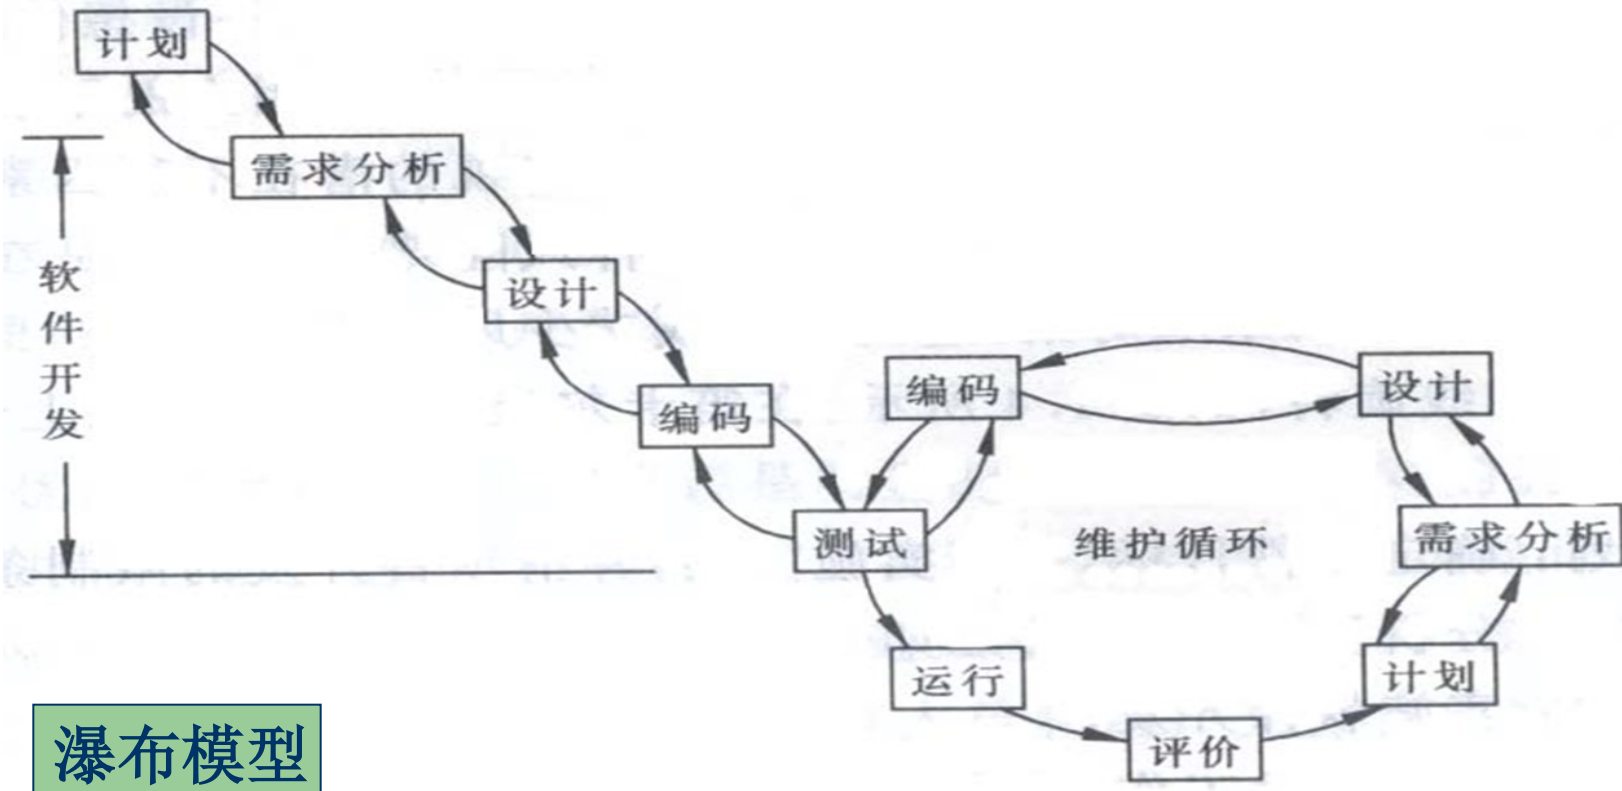 计划
需求分析
软件开发
设计
编码
测试
编码
设计
维护循环
需求分析
运行
计划
评价
瀑布模型